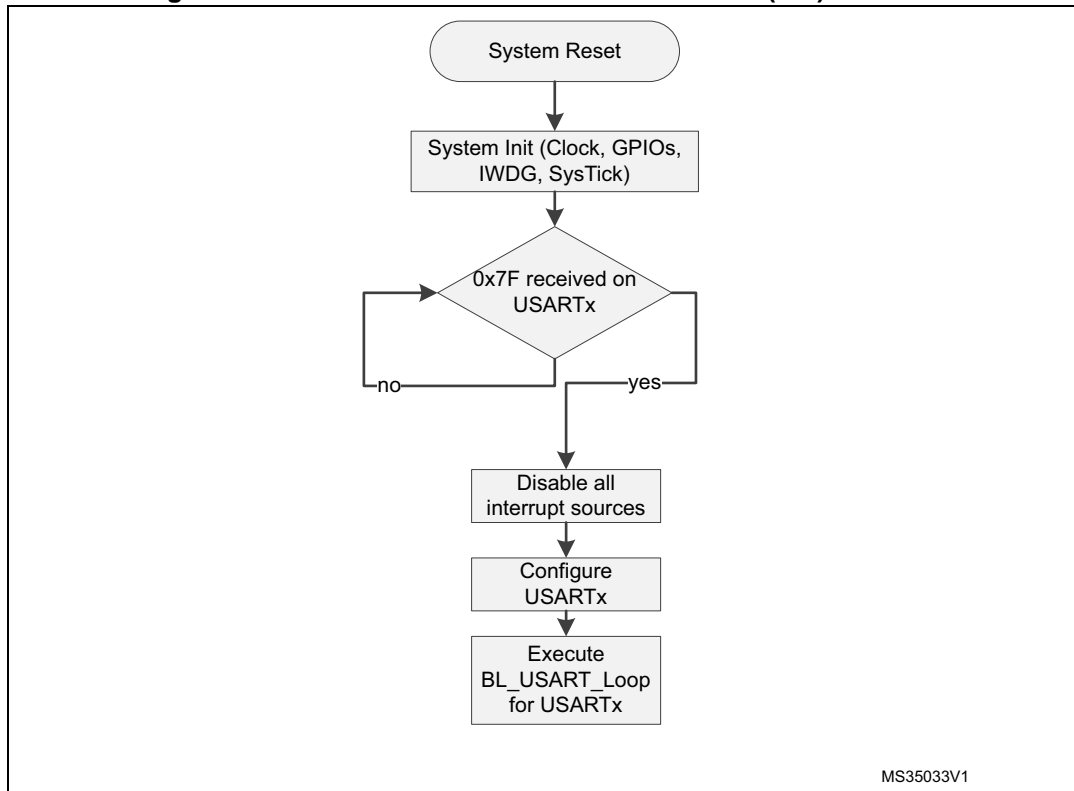 System Reset
System Init (Clock, GPIOs,
IWDG, SysTick)
0x7F received on
USARTx
no
yes
Disable all
interrupt sources
Configure
USARTx
Execute
BL_USART_Loop
for USARTx
MS35033V1